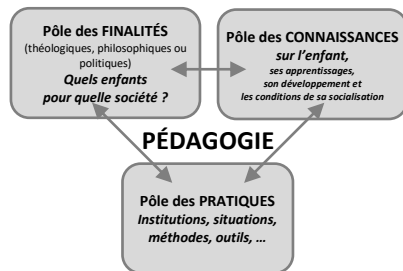 Pôle des FINALITÉS
(théologiques, philosophiques ou
politiques)
Quels enfants
pour quelle société ?
Pôle des CONNAISSANCES
sur l'enfant,
ses apprentissages,
son développement et
les conditions de sa socialisation
PÉDAGOGIE
Pôle des PRATIQUES
Institutions, situations,
méthodes, outils, …